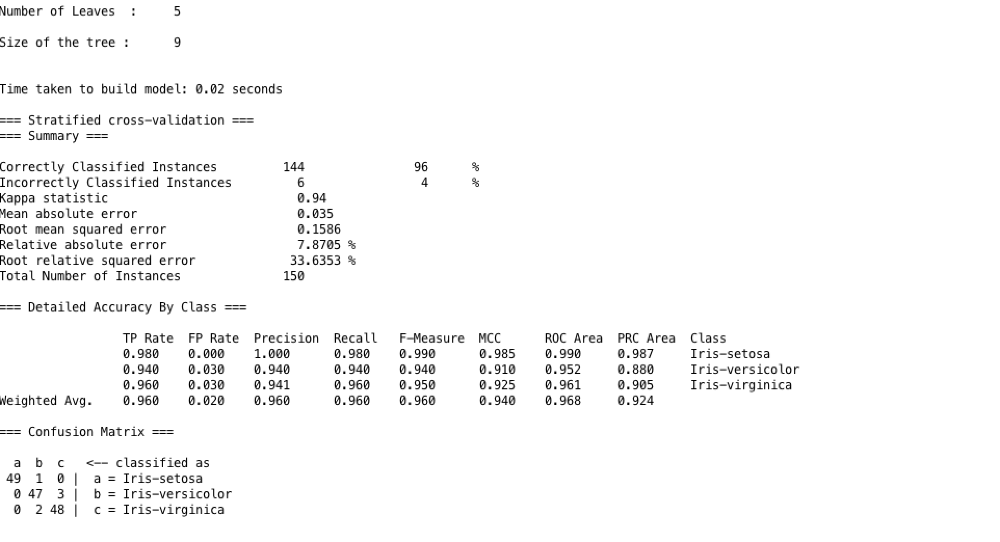 Number of Leaves  :     5
Size of the tree :      9
Time taken to build model: 0.02 seconds
=== Stratified cross-validation ===
=== Summary ===
Correctly Classified Instances         144               96      %
Incorrectly Classified Instances         6                4      %
Kappa statistic                          0.94
Mean absolute error                      0.035
Root mean squared error                  0.1586
Relative absolute error                  7.8705 %
Root relative squared error             33.6353 %
Total Number of Instances              150
=== Detailed Accuracy By Class ===
                 TP Rate  FP Rate  Precision  Recall   F-Measure  MCC      ROC Area  PRC Area  Class
                 0.980    0.000    1.000      0.980    0.990      0.985    0.990     0.987     Iris-setosa
                 0.940    0.030    0.940      0.940    0.940      0.910    0.952     0.880     Iris-versicolor
                 0.960    0.030    0.941      0.960    0.950      0.925    0.961     0.905     Iris-virginica
Weighted Avg.    0.960    0.020    0.960      0.960    0.960      0.940    0.968     0.924
=== Confusion Matrix ===
  a  b  c   <-- classified as
 49  1  0 |  a = Iris-setosa
  0 47  3 |  b = Iris-versicolor
  0  2 48 |  c = Iris-virginica